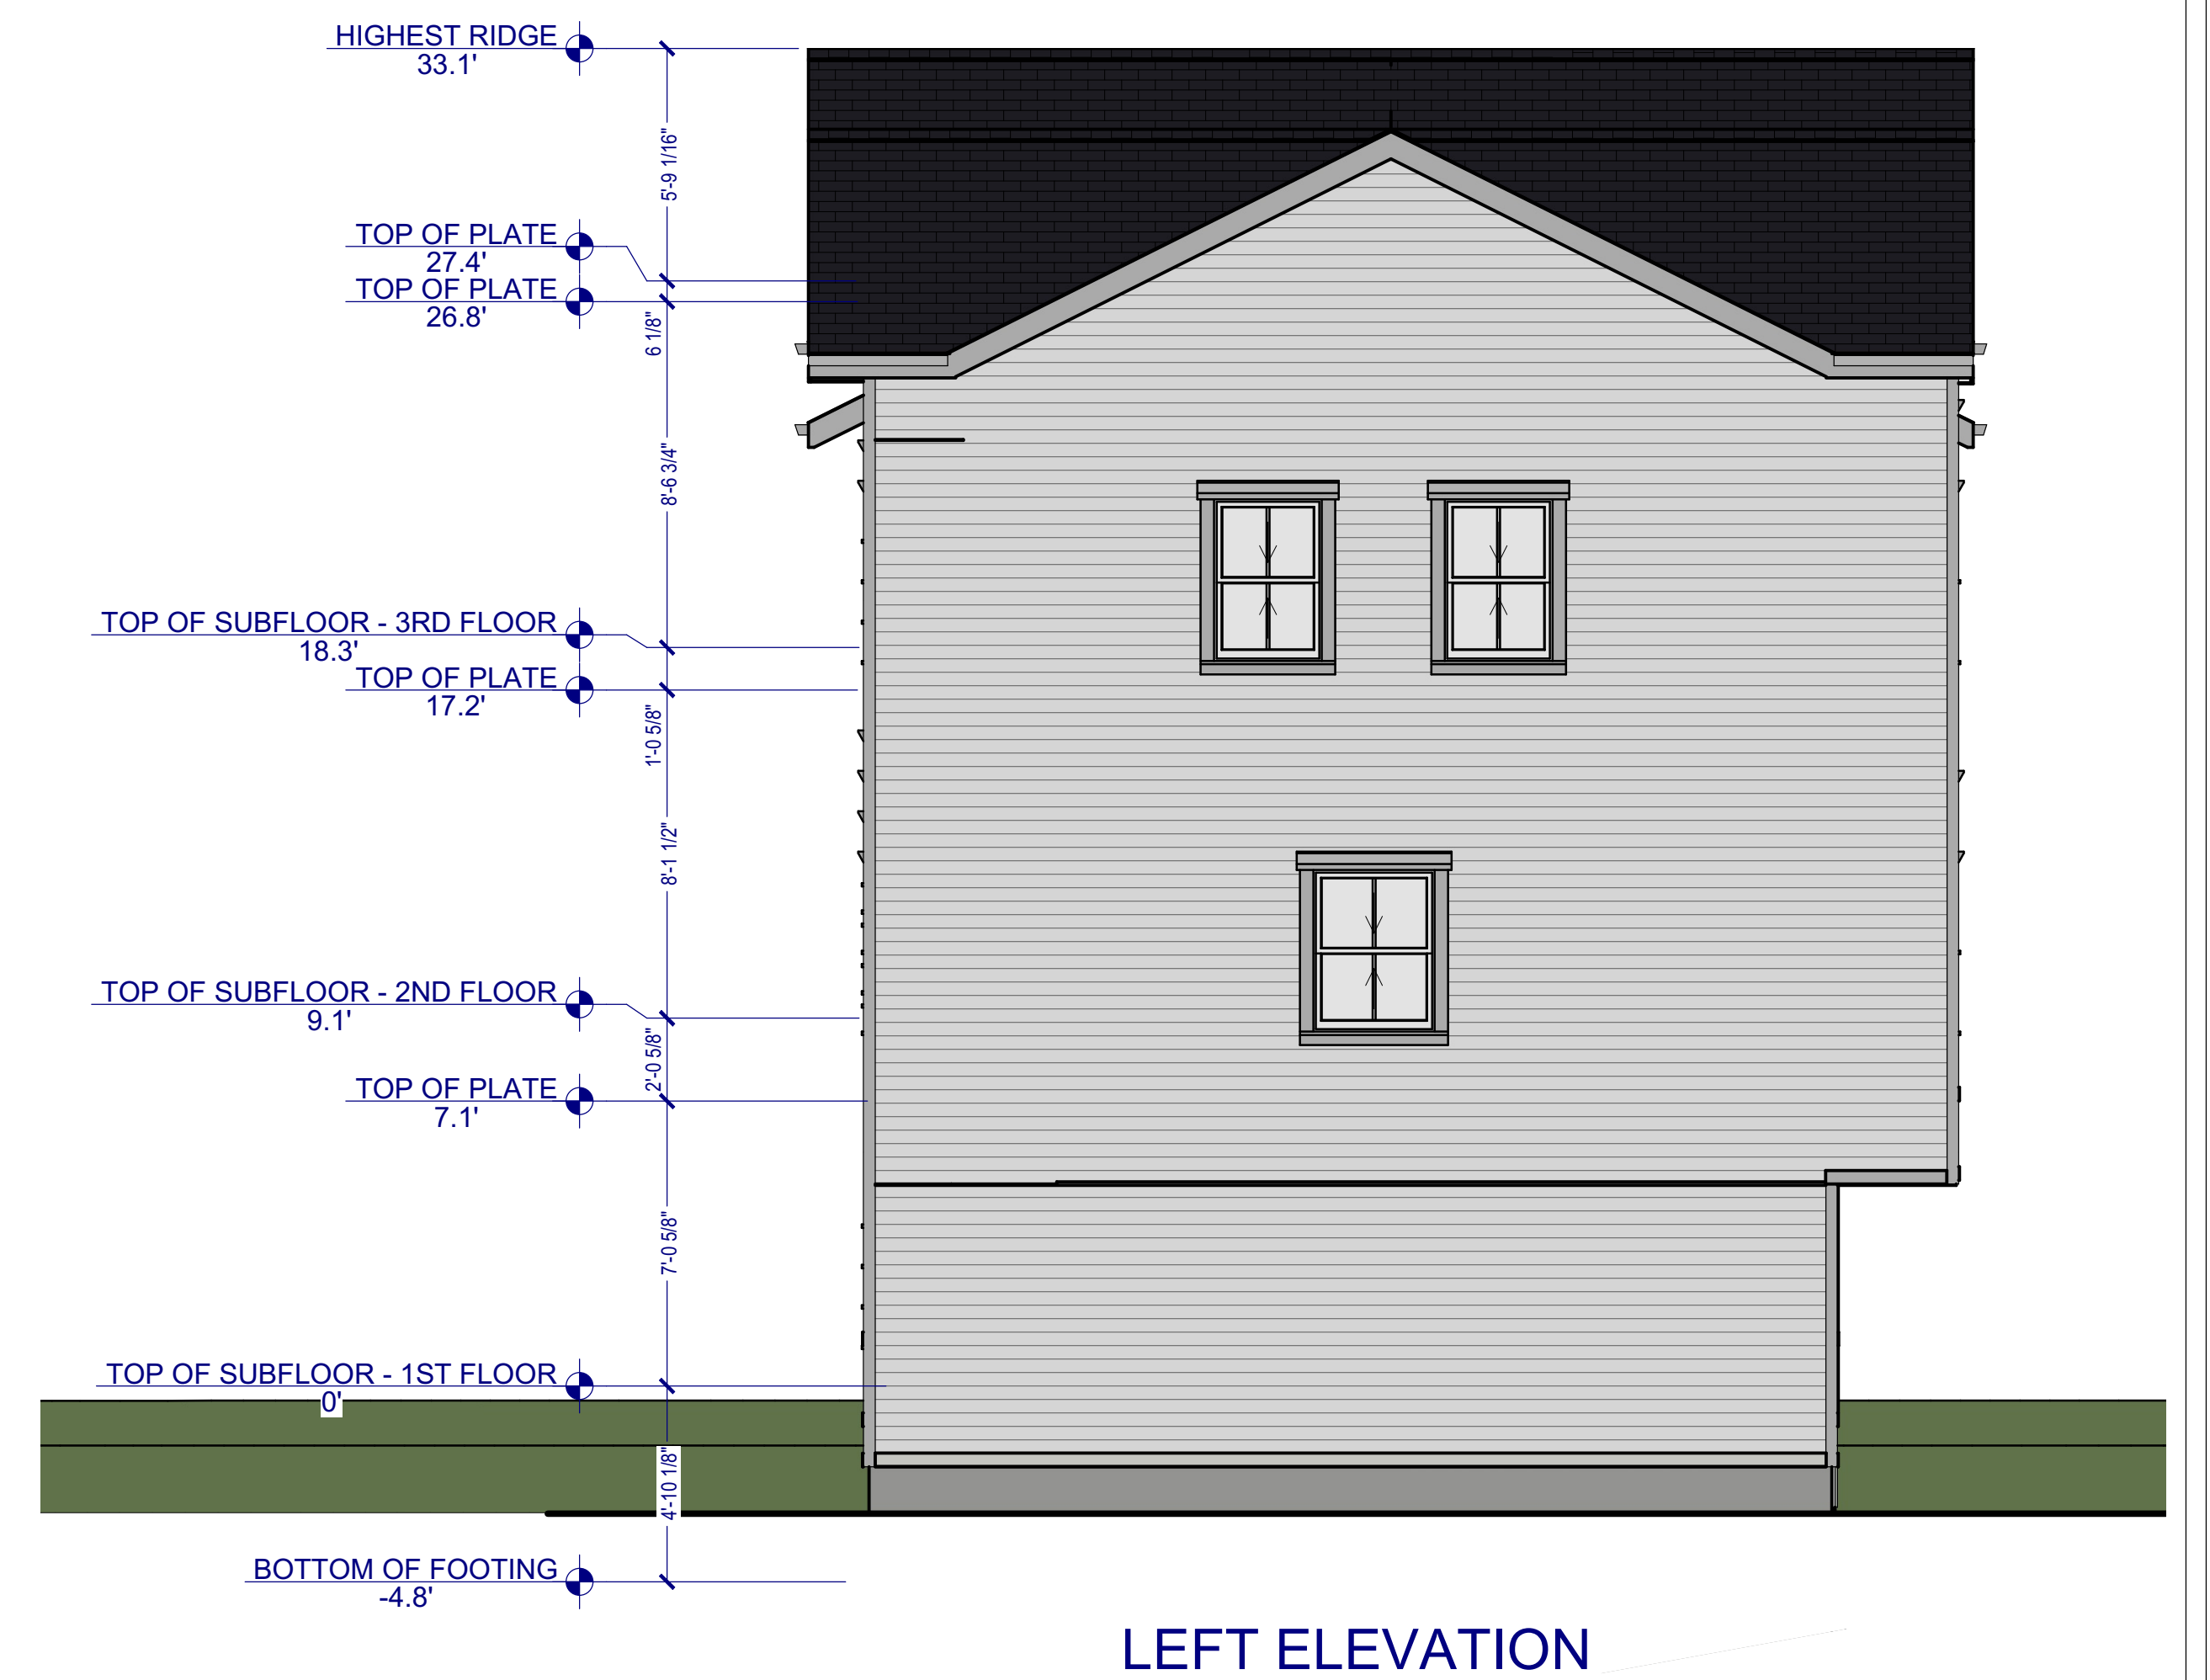 HIGHEST RIDGE
33.1'
5'-9 1/16"
TOP OF PLATE
27.4'
TOP OF PLATE
26.8'
6 1/8"
8'-6 3/4"
TOP OF SUBFLOOR - 3RD FLOOR
18.3'
TOP OF PLATE
17.2'
1'-0 5/8"
8'-1 1/2"
TOP OF SUBFLOOR - 2ND FLOOR
9.1'
2'-0 5/8"
TOP OF PLATE
7.1'
7'-0 5/8"
TOP OF SUBFLOOR - 1ST FLOOR
0'
4'-10 1/8"
BOTTOM OF FOOTING
-4.8'
LEFT ELEVATION